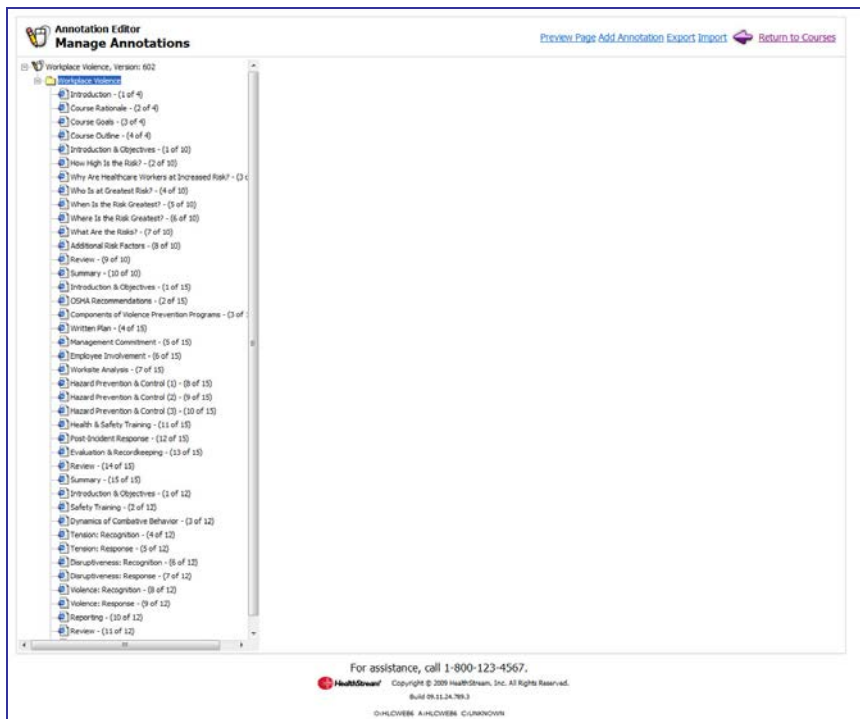 Annotation Editor
Manage Annotations
Preview Page Add Annotation Export Import Return to Courses
Workplace Violence, Version: 602
Workplace Violence
Introduction - (1 of 4)
Course Rationale - (2 of 4)
Course Goals - (3 of 4)
Course Outline - (4 of 4)
Introduction & Objectives - (1 of 10)
How High Is the Risk? - (2 of 10)
Why Are Healthcare Workers at Increased Risk? - (3 o
Who Is at Greatest Risk? - (4 of 10)
When Is the Risk Greatest? - (5 of 10)
Where Is the Risk Greatest? - (6 of 10)
What Are the Risks? - (7 of 10)
Additional Risk Factors - (8 of 10)
Review - (9 of 10)
Summary - (10 of 10)
Introduction & Objectives - (1 of 15)
OSHA Recommendations - (2 of 15)
Components of Violence Prevention Programs - (3 of
Written Plan - (4 of 15)
Management Commitment - (5 of 15)
Employee Involvement - (6 of 15)
Worksite Analysis - (7 of 15)
Hazard Prevention & Control (1) - (8 of 15)
Hazard Prevention & Control (2) - (9 of 15)
Hazard Prevention & Control (3) - (10 of 15)
Health & Safety Training - (11 of 15)
Post-Incident Response - (12 of 15)
Evaluation & Recordkeeping - (13 of 15)
Review - (14 of 15)
Summary - (15 of 15)
Introduction & Objectives - (1 of 12)
Safety Training - (2 of 12)
Dynamics of Combative Behavior - (3 of 12)
Tension: Recognition - (4 of 12)
Tension: Response - (5 of 12)
Disruptiveness: Recognition - (6 of 12)
Disruptiveness: Response - (7 of 12)
Violence: Recognition - (8 of 12)
Violence: Response - (9 of 12)
Reporting - (10 of 12)
Review - (11 of 12)
For assistance, call 1-800-123-4567.
HealthStream Copyright © 2009 HealthStream, Inc. All Rights Reserved.
Build 09.11.24.789.3
O:HLCWEB6 A:HLCWEB6 C:UNKNOWN